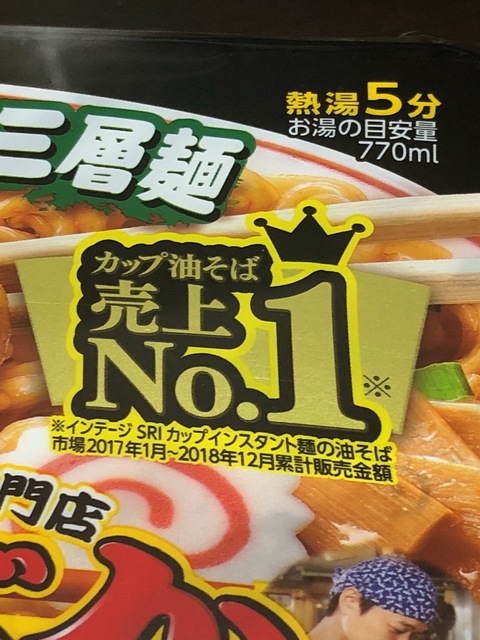 熱湯5分
お湯の目安量
770ml
三層麺
カップ油そば
売上
No.1※
※インテージ SRI カップインスタント麺の油そば
市場2017年1月~2018年12月累計販売金額
門店